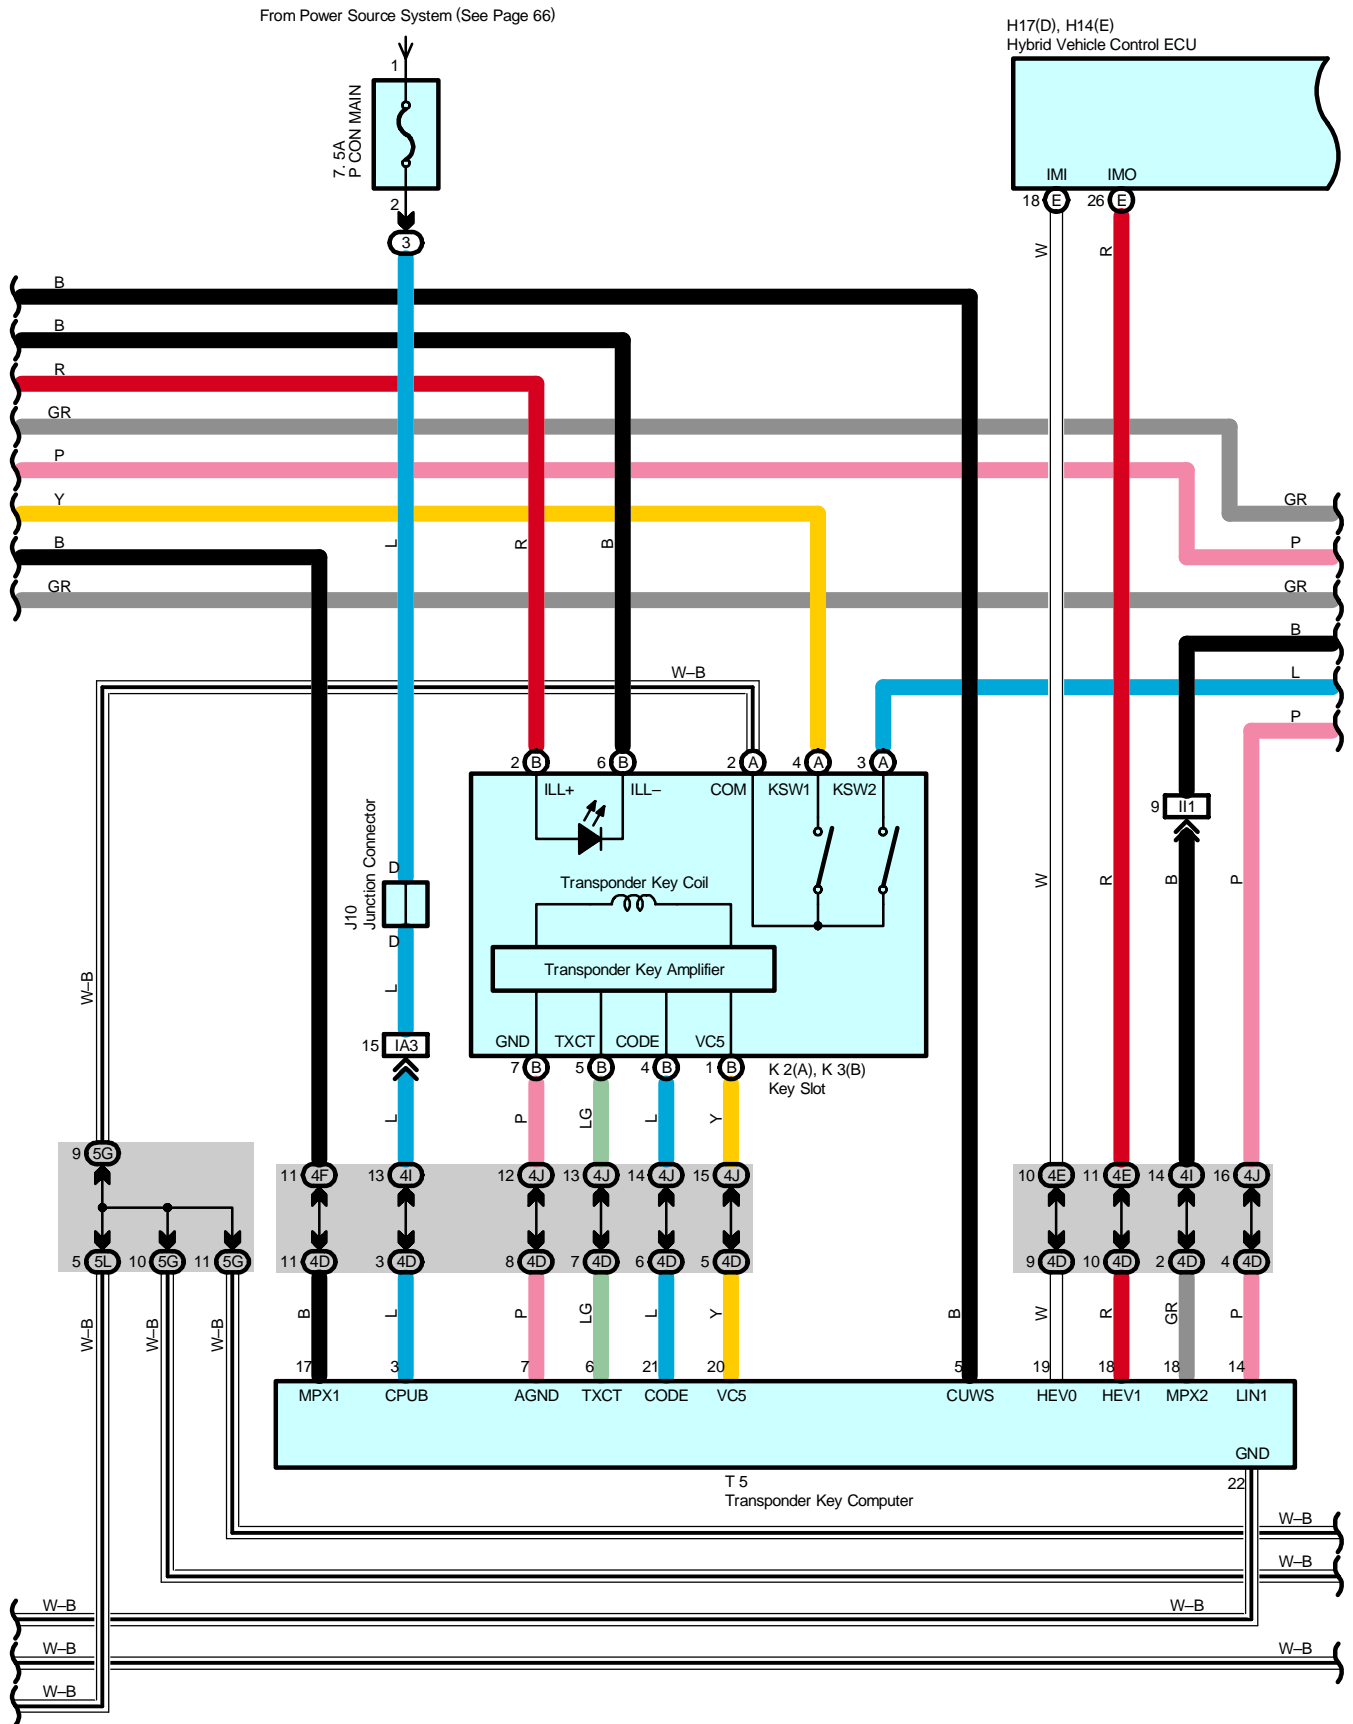 From Power Source System (See Page 66)
H17(D), H14(E)
Hybrid Vehicle Control ECU
1
7. 5A
P CON MAIN
2
3
IMI IMO
18 E 26 E
W R
B
B
R
GR
P
Y
B
GR
L R B
GR
P
GR
B
L
P
W–B
2 B 6 B 2 A 4 A 3 A
ILL+ ILL– COM KSW1 KSW2
9 II1
J10
Junction Connector
D
D
Transponder Key Coil
Transponder Key Amplifier
W R B P
W–B L
15 IA3
GND TXCT CODE VC5
7 B 5 B 4 B 1 B
K 2(A), K 3(B)
Key Slot
L P LG L Y
9 5G
11 4F 13 4I 12 4J 13 4J 14 4J 15 4J 10 4E 11 4E 14 4I 16 4J
5 5L 10 5G 11 5G 11 4D 3 4D 8 4D 7 4D 6 4D 5 4D 9 4D 10 4D 2 4D 4 4D
W–B W–B W–B B L P LG L Y B W R GR P
17 3 7 6 21 20 5 19 18 18 14
MPX1 CPUB AGND TXCT CODE VC5 CUWS HEV0 HEV1 MPX2 LIN1
GND
22
T 5
Transponder Key Computer
W–B
W–B
W–B W–B
W–B W–B
W–B